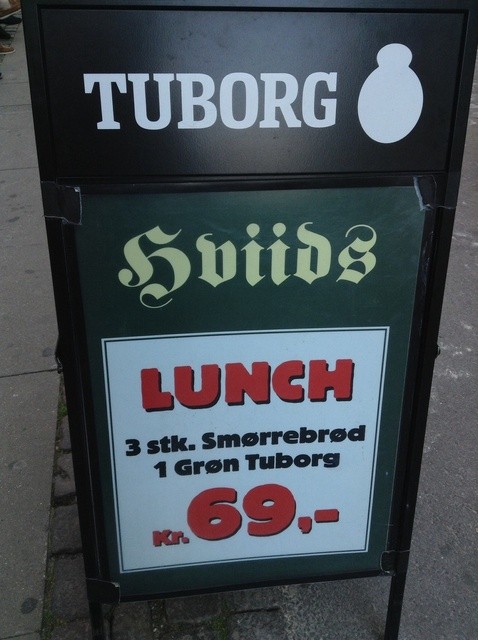 TUBORG
Hviids
LUNCH
3 stk. Smørrebrød
1 Grøn Tuborg
Kr. 69,-